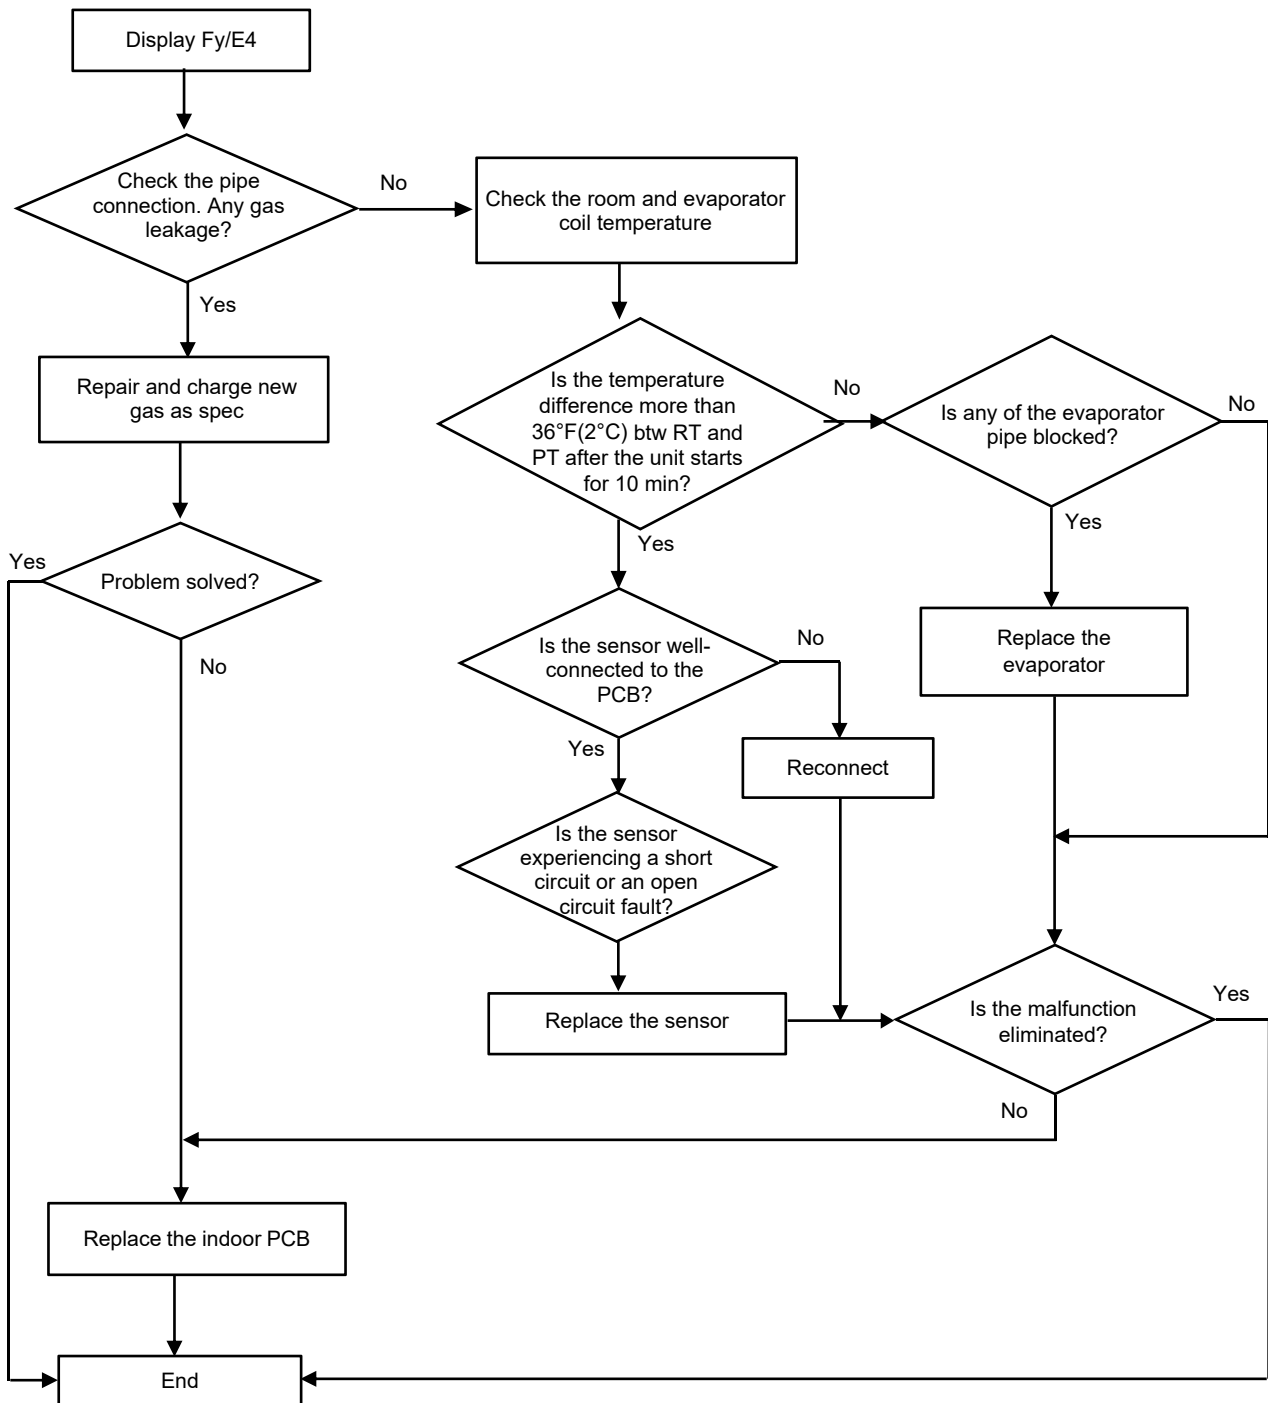 Display Fy/E4
Check the pipe
connection. Any gas
leakage?
No
Check the room and evaporator
coil temperature
Yes
Repair and charge new
gas as spec
Is the temperature
difference more than
36°F(2°C) btw RT and
PT after the unit starts
for 10 min?
No
Is any of the evaporator
pipe blocked?
No
Yes
Yes
Yes
Problem solved?
No
Is the sensor well-
connected to the
PCB?
No
Replace the
evaporator
Yes
Reconnect
Is the sensor
experiencing a short
circuit or an open
circuit fault?
Replace the sensor
Is the malfunction
eliminated?
Yes
No
Replace the indoor PCB
End